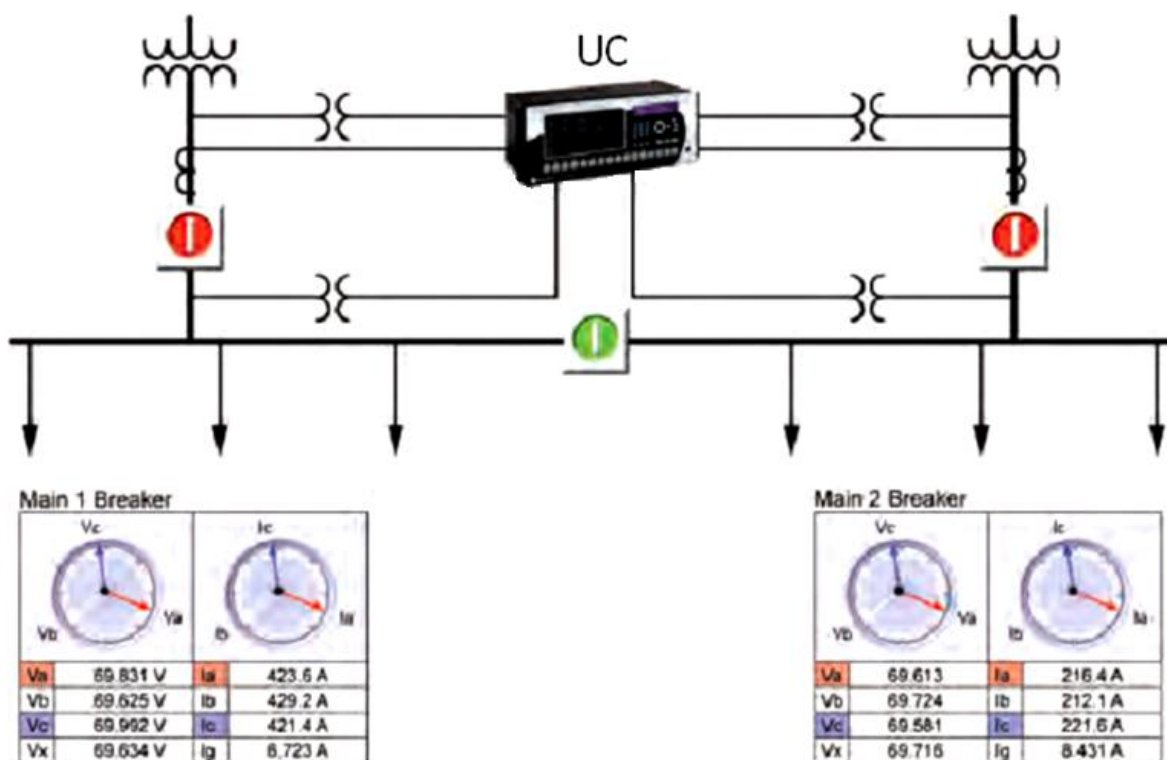 UC
Main 1 Breaker
Vc Ic
Va Ia
Vb Ib
Va 69.831 V Ia 423.6 A
Vb 69.625 V Ib 429.2 A
Vc 69.992 V Ic 421.4 A
Vx 69.634 V Ig 6.723 A
Main 2 Breaker
Vc Ic
Va Ia
Vb Ib
Va 69.613 Ia 216.4 A
Vb 69.724 Ib 212.1 A
Vc 69.581 Ic 221.6 A
Vx 69.716 Ig 8.431 A